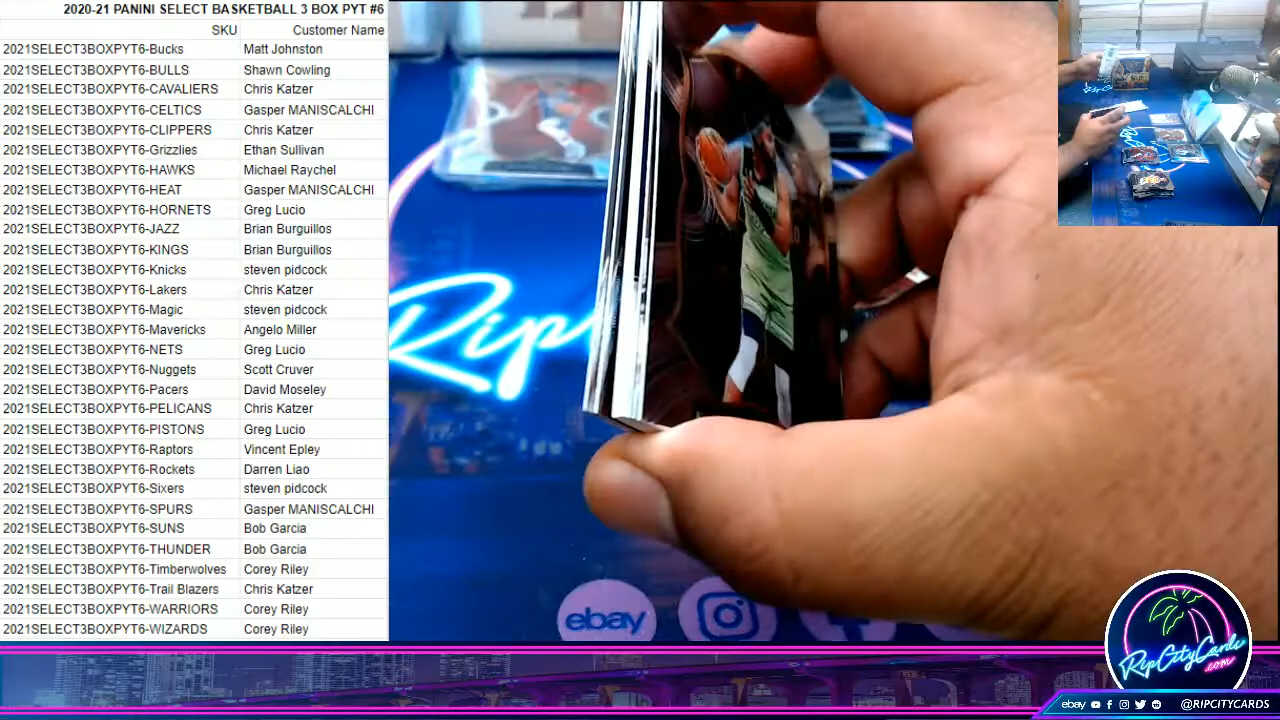 2020-21 PANINI SELECT BASKETBALL 3 BOX PYT #6
SKU Customer Name
2021SELECT3BOXPYT6-Bucks Matt Johnston
2021SELECT3BOXPYT6-BULLS Shawn Cowling
2021SELECT3BOXPYT6-CAVALIERS Chris Katzer
2021SELECT3BOXPYT6-CELTICS Gasper MANISCALCHI
2021SELECT3BOXPYT6-CLIPPERS Chris Katzer
2021SELECT3BOXPYT6-Grizzlies Ethan Sullivan
2021SELECT3BOXPYT6-HAWKS Michael Raychel
2021SELECT3BOXPYT6-HEAT Gasper MANISCALCHI
2021SELECT3BOXPYT6-HORNETS Greg Lucio
2021SELECT3BOXPYT6-JAZZ Brian Burguillos
2021SELECT3BOXPYT6-KINGS Brian Burguillos
2021SELECT3BOXPYT6-Knicks steven pidcock
2021SELECT3BOXPYT6-Lakers Chris Katzer
2021SELECT3BOXPYT6-Magic steven pidcock
2021SELECT3BOXPYT6-Mavericks Angelo Miller
2021SELECT3BOXPYT6-NETS Greg Lucio
2021SELECT3BOXPYT6-Nuggets Scott Cruver
2021SELECT3BOXPYT6-Pacers David Moseley
2021SELECT3BOXPYT6-PELICANS Chris Katzer
2021SELECT3BOXPYT6-PISTONS Greg Lucio
2021SELECT3BOXPYT6-Raptors Vincent Epley
2021SELECT3BOXPYT6-Rockets Darren Liao
2021SELECT3BOXPYT6-Sixers steven pidcock
2021SELECT3BOXPYT6-SPURS Gasper MANISCALCHI
2021SELECT3BOXPYT6-SUNS Bob Garcia
2021SELECT3BOXPYT6-THUNDER Bob Garcia
2021SELECT3BOXPYT6-Timberwolves Corey Riley
2021SELECT3BOXPYT6-Trail Blazers Chris Katzer
2021SELECT3BOXPYT6-WARRIORS Corey Riley
2021SELECT3BOXPYT6-WIZARDS Corey Riley
Rip
ebay
RipCityCards
.com
ebay @RIPCITYCARDS